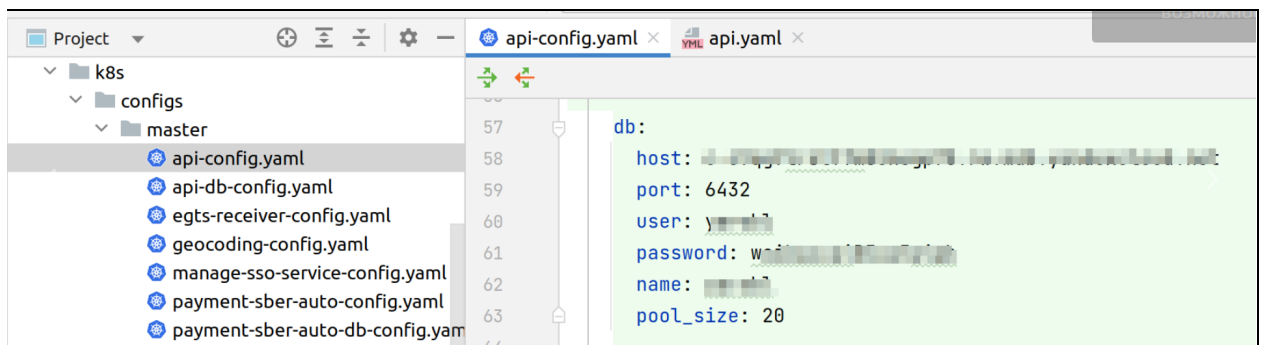 возможно
Project
api-config.yaml
YML api.yaml
k8s
configs
master
api-config.yaml
api-db-config.yaml
egts-receiver-config.yaml
geocoding-config.yaml
manage-sso-service-config.yaml
payment-sber-auto-config.yaml
payment-sber-auto-db-config.yam
57 db:
58 host:
59 port: 6432
60 user:
61 password:
62 name:
63 pool_size: 20